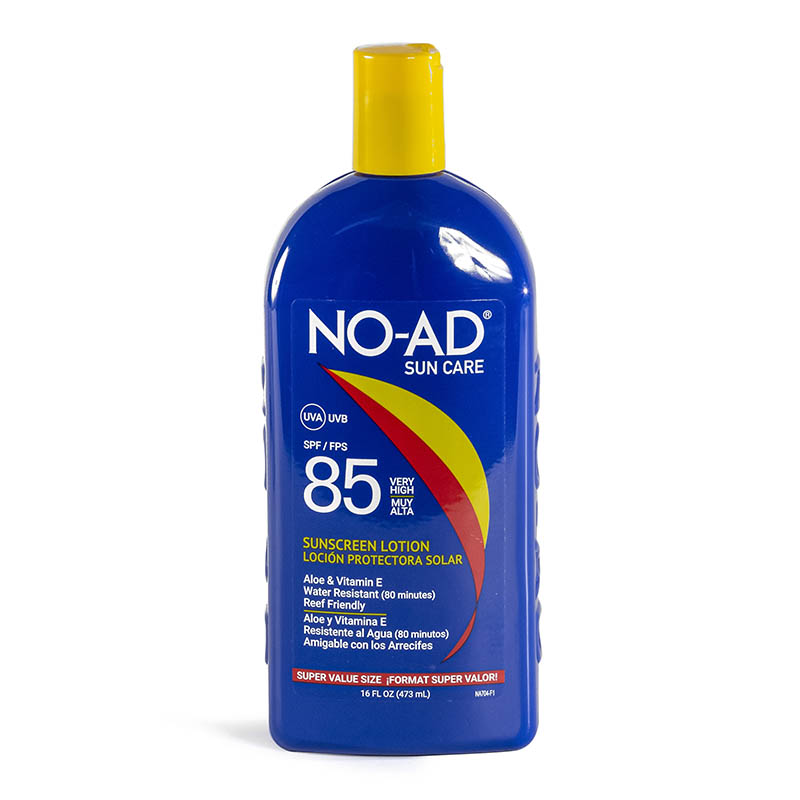 NO-AD®
SUN CARE
UVA UVB
SPF / FPS
85 VERY HIGH MUY ALTA
SUNSCREEN LOTION
LOCIÓN PROTECTORA SOLAR
Aloe & Vitamin E
Water Resistant (80 minutes)
Reef Friendly
Aloe y Vitamina E
Resistente al Agua (80 minutos)
Amigable con los Arrecifes
SUPER VALUE SIZE ¡FORMAT SUPER VALOR!
16 FL OZ (473 mL) NA704-F1